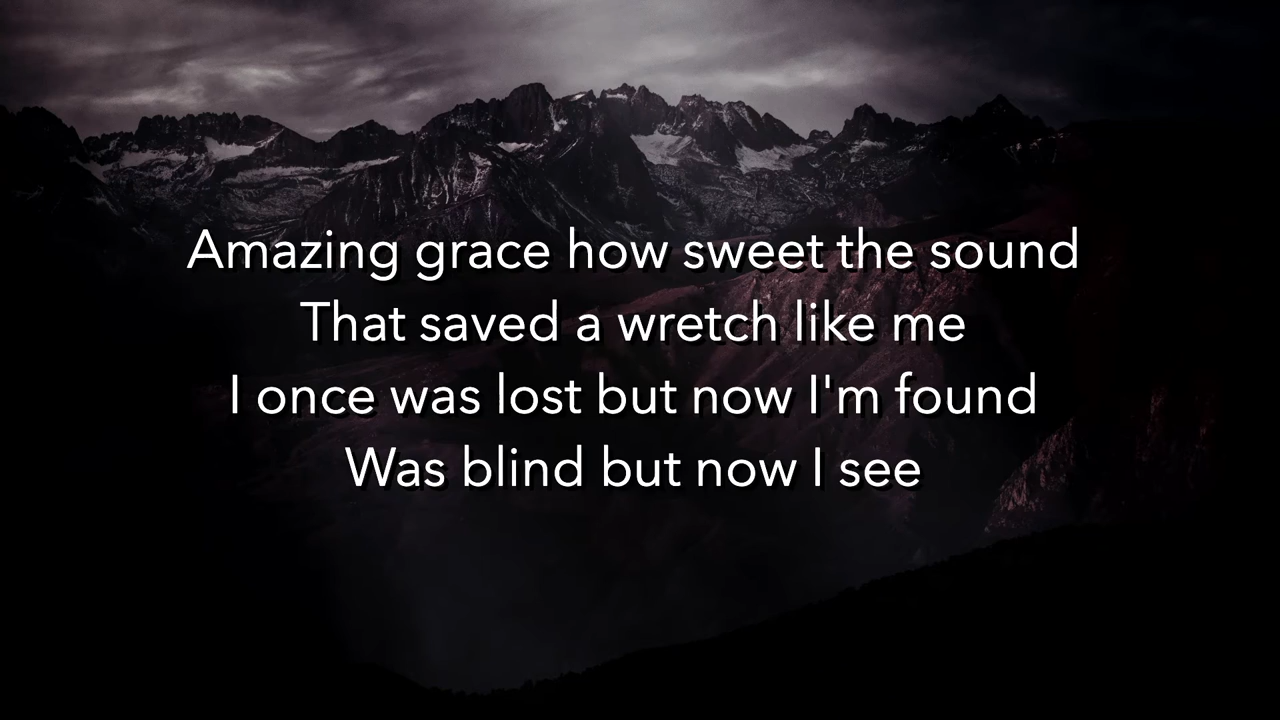 Amazing grace how sweet the sound
That saved a wretch like me
I once was lost but now I'm found
Was blind but now I see